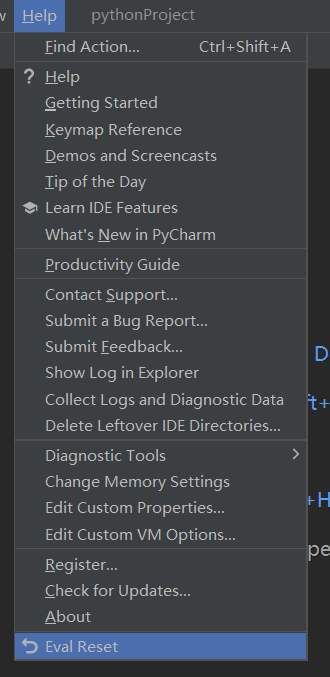 w Help pythonProject
Find Action... Ctrl+Shift+A
? Help
Getting Started
Keymap Reference
Demos and Screencasts
Tip of the Day
Learn IDE Features
What's New in PyCharm
Productivity Guide
Contact Support...
Submit a Bug Report...
Submit Feedback...
Show Log in Explorer
D
Collect Logs and Diagnostic Data
ft+
Delete Leftover IDE Directories...
Diagnostic Tools
Change Memory Settings
Edit Custom Properties...
+H
Edit Custom VM Options...
pe
Register...
Check for Updates...
About
Eval Reset